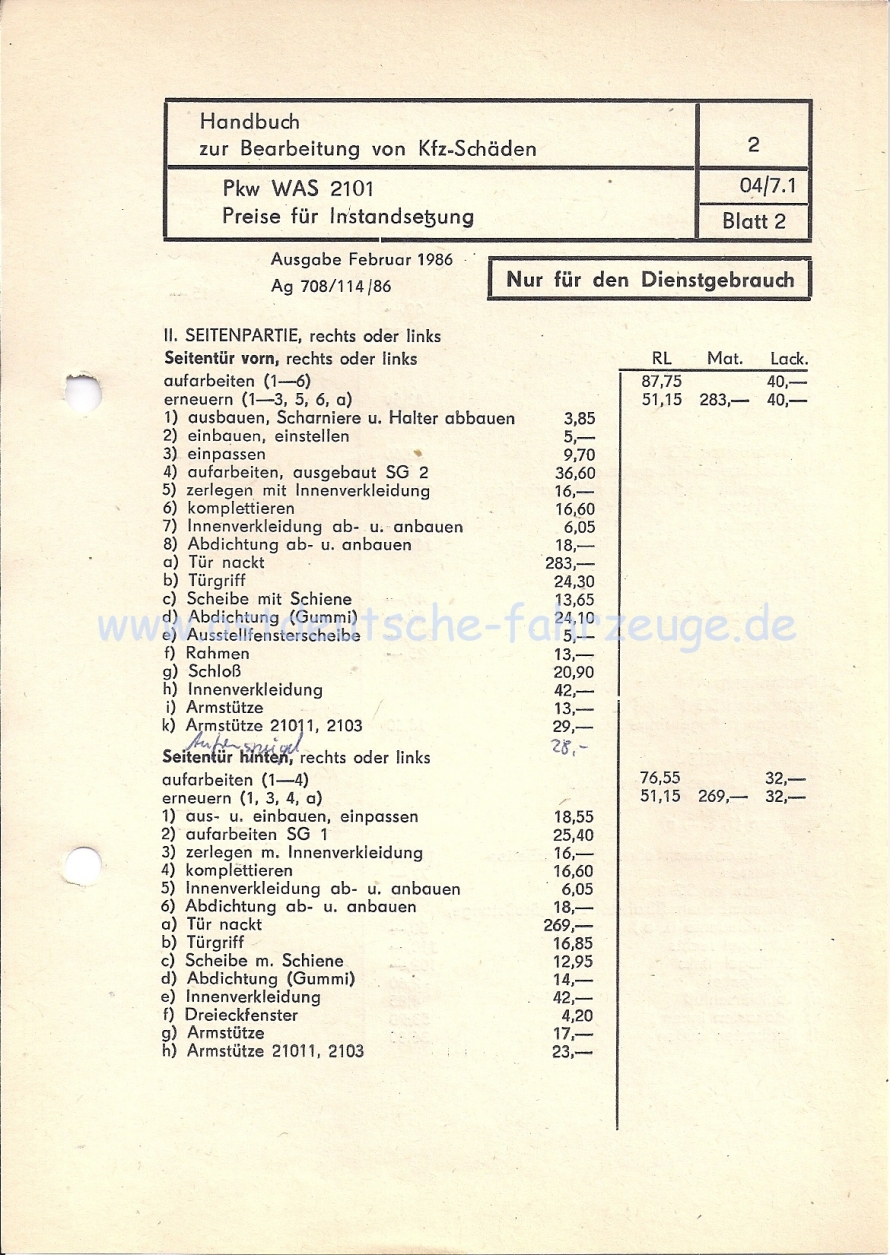 Handbuch
zur Bearbeitung von Kfz-Schäden
2
Pkw WAS 2101
Preise für Instandsetzung
04/7.1
Blatt 2
Ausgabe Februar 1986
Ag 708/114/86
Nur für den Dienstgebrauch
II. SEITENPARTIE, rechts oder links
Seitentür vorn, rechts oder links RL Mat. Lack.
aufarbeiten (1—6) 87,75 40,—
erneuern (1—3, 5, 6, a) 51,15 283,— 40,—
1) ausbauen, Scharniere u. Halter abbauen 3,85
2) einbauen, einstellen 5,—
3) einpassen 9,70
4) aufarbeiten, ausgebaut SG 2 36,60
5) zerlegen mit Innenverkleidung 16,—
6) komplettieren 16,60
7) Innenverkleidung ab- u. anbauen 6,05
8) Abdichtung ab- u. anbauen 18,—
a) Tür nackt 283,—
b) Türgriff 24,30
c) Scheibe mit Schiene 13,65
d) Abdichtung (Gummi) 24,10
www.ostdeutsche-fahrzeuge.de
e) Ausstellfensterscheibe 5,—
f) Rahmen 13,—
g) Schloß 20,90
h) Innenverkleidung 42,—
i) Armstütze 13,—
k) Armstütze 21011, 2103 29,—
Außenspiegel 28,-
Seitentür hinten, rechts oder links
aufarbeiten (1—4) 76,55 32,—
erneuern (1, 3, 4, a) 51,15 269,— 32,—
1) aus- u. einbauen, einpassen 18,55
2) aufarbeiten SG 1 25,40
3) zerlegen m. Innenverkleidung 16,—
4) komplettieren 16,60
5) Innenverkleidung ab- u. anbauen 6,05
6) Abdichtung ab- u. anbauen 18,—
a) Tür nackt 269,—
b) Türgriff 16,85
c) Scheibe m. Schiene 12,95
d) Abdichtung (Gummi) 14,—
e) Innenverkleidung 42,—
f) Dreieckfenster 4,20
g) Armstütze 17,—
h) Armstütze 21011, 2103 23,—